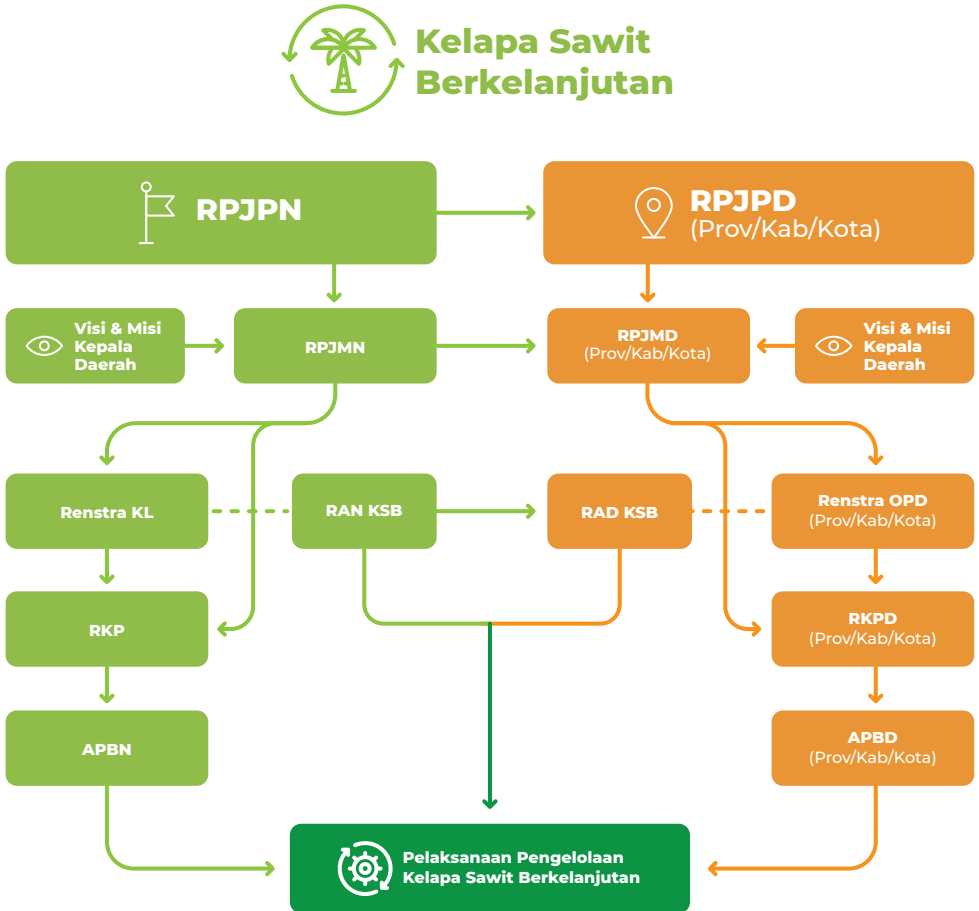 Kelapa Sawit
Berkelanjutan
RPJPN
RPJPD
(Prov/Kab/Kota)
Visi & Misi
Kepala
Daerah
RPJMN
RPJMD
(Prov/Kab/Kota)
Visi & Misi
Kepala
Daerah
Renstra KL
RAN KSB
RAD KSB
Renstra OPD
(Prov/Kab/Kota)
RKP
RKPD
(Prov/Kab/Kota)
APBN
APBD
(Prov/Kab/Kota)
Pelaksanaan Pengelolaan
Kelapa Sawit Berkelanjutan